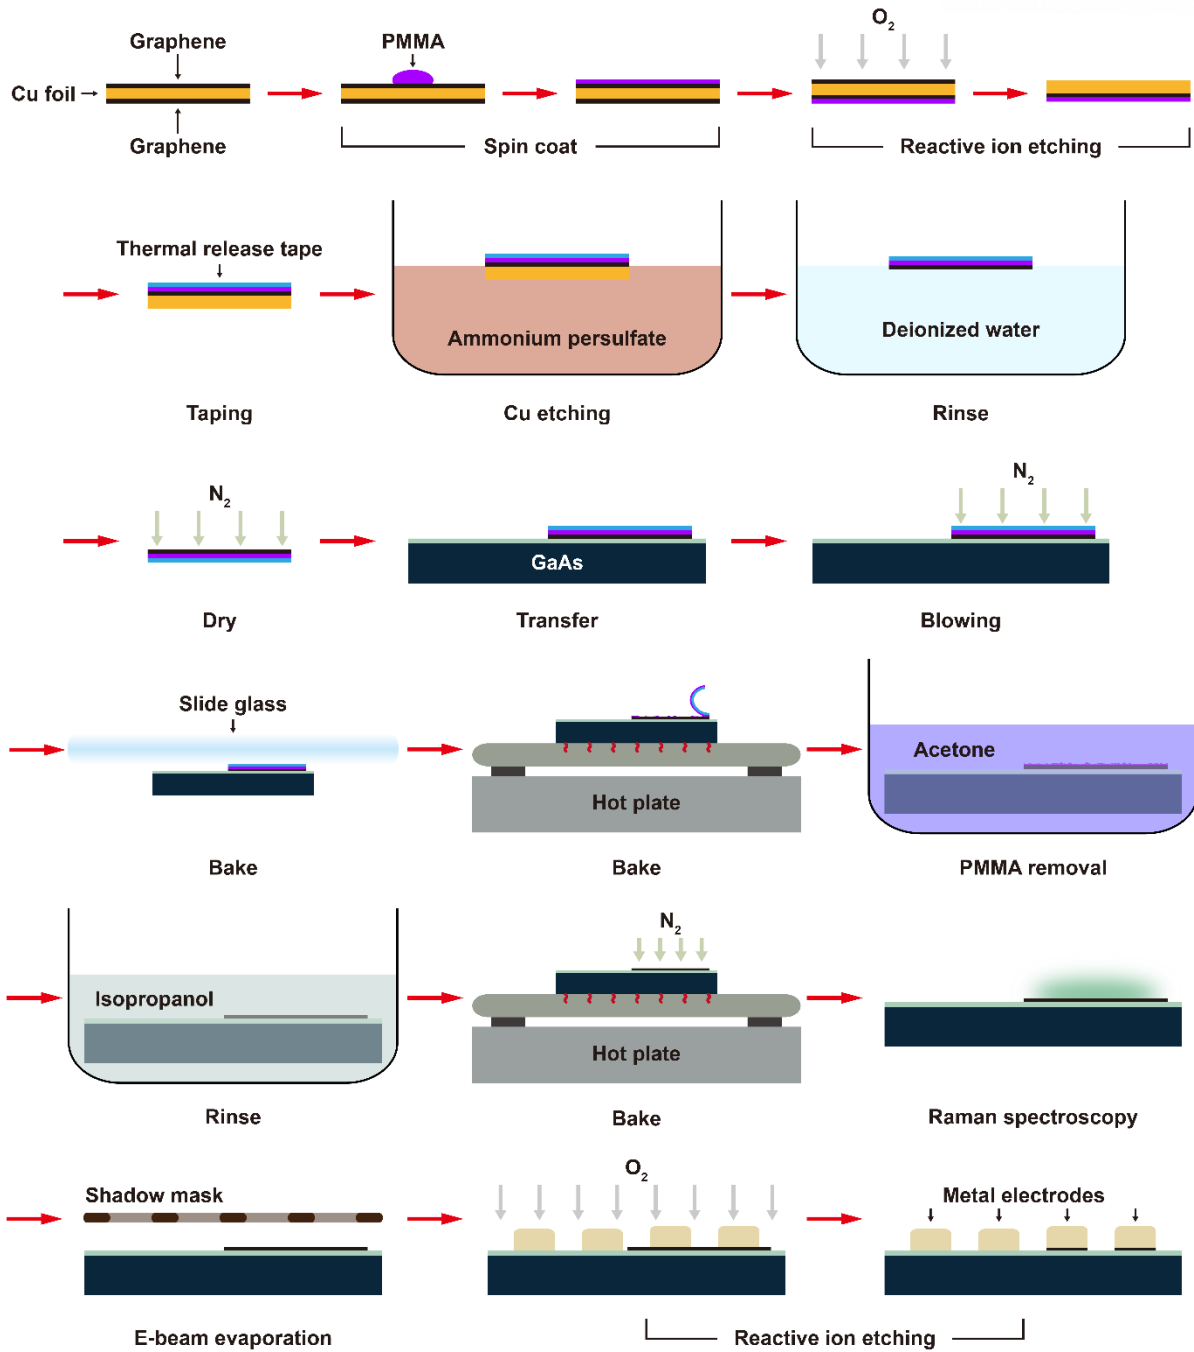 Graphene
Cu foil
Graphene
PMMA
Spin coat
O2
Reactive ion etching
Thermal release tape
Taping
Ammonium persulfate
Cu etching
Deionized water
Rinse
N2
Dry
GaAs
Transfer
N2
Blowing
Slide glass
Bake
Hot plate
Bake
Acetone
PMMA removal
Isopropanol
Rinse
N2
Hot plate
Bake
Raman spectroscopy
Shadow mask
E-beam evaporation
O2
Metal electrodes
Reactive ion etching